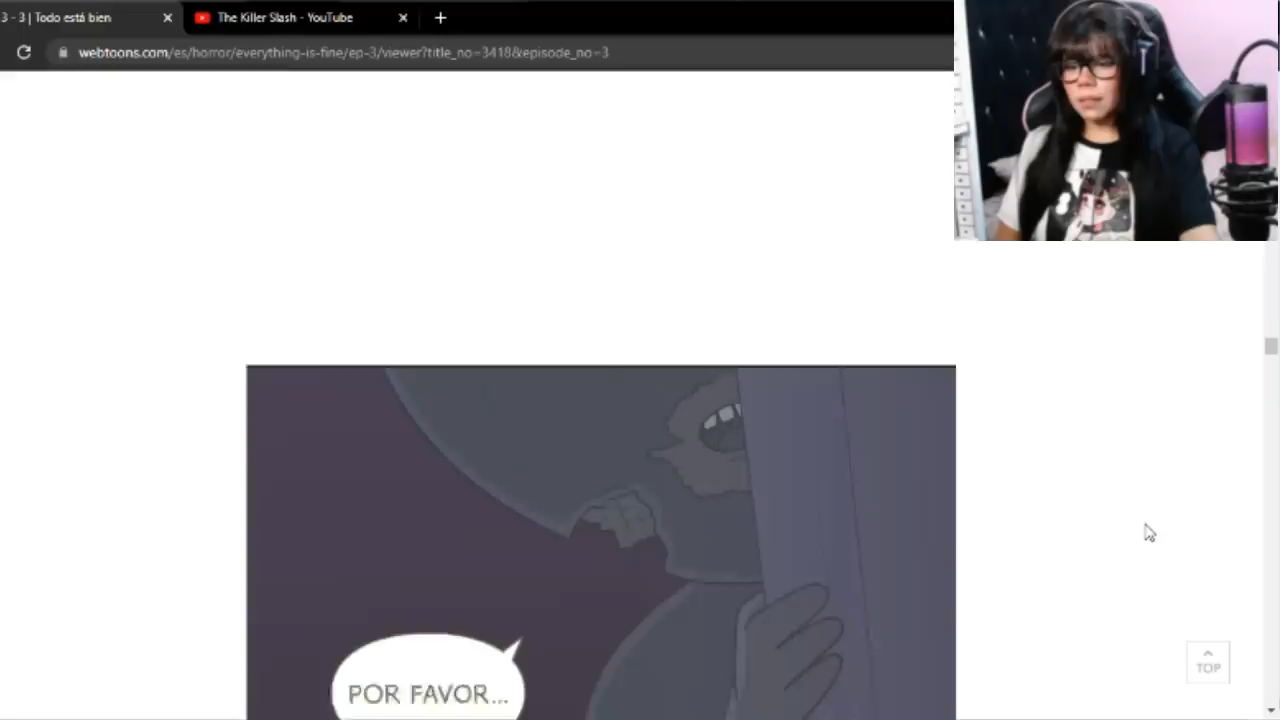 3 - 3 | Todo está bien
The Killer Slash - YouTube
webtoons.com/es/horror/everything-is-fine/ep-3/viewer?title_no=3418&episode_no=3
POR FAVOR...
TOP